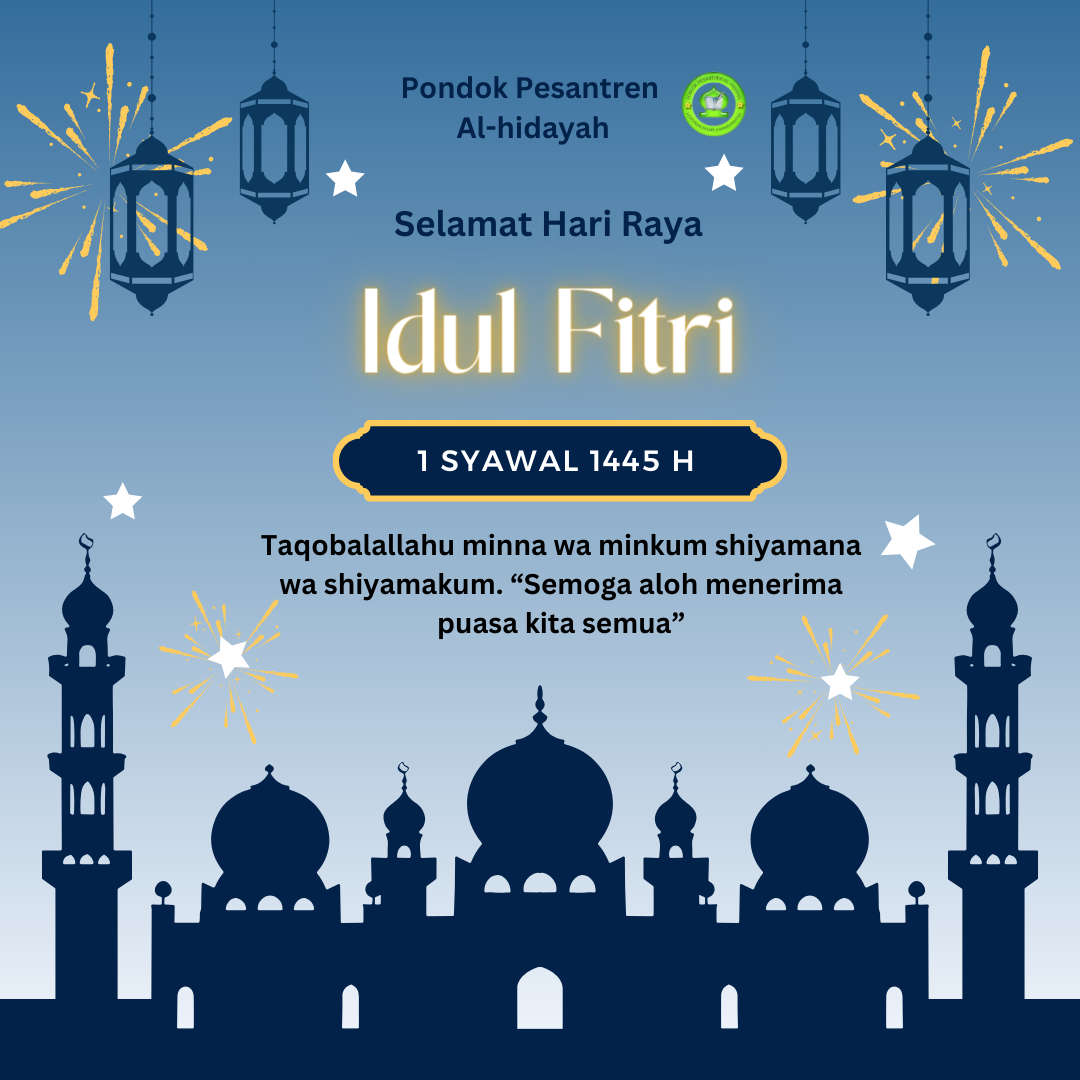 Pondok Pesantren
Al-hidayah
Selamat Hari Raya
Idul Fitri
1 SYAWAL 1445 H
Taqobalallahu minna wa minkum shiyamana
wa shiyamakum. “Semoga aloh menerima
puasa kita semua”